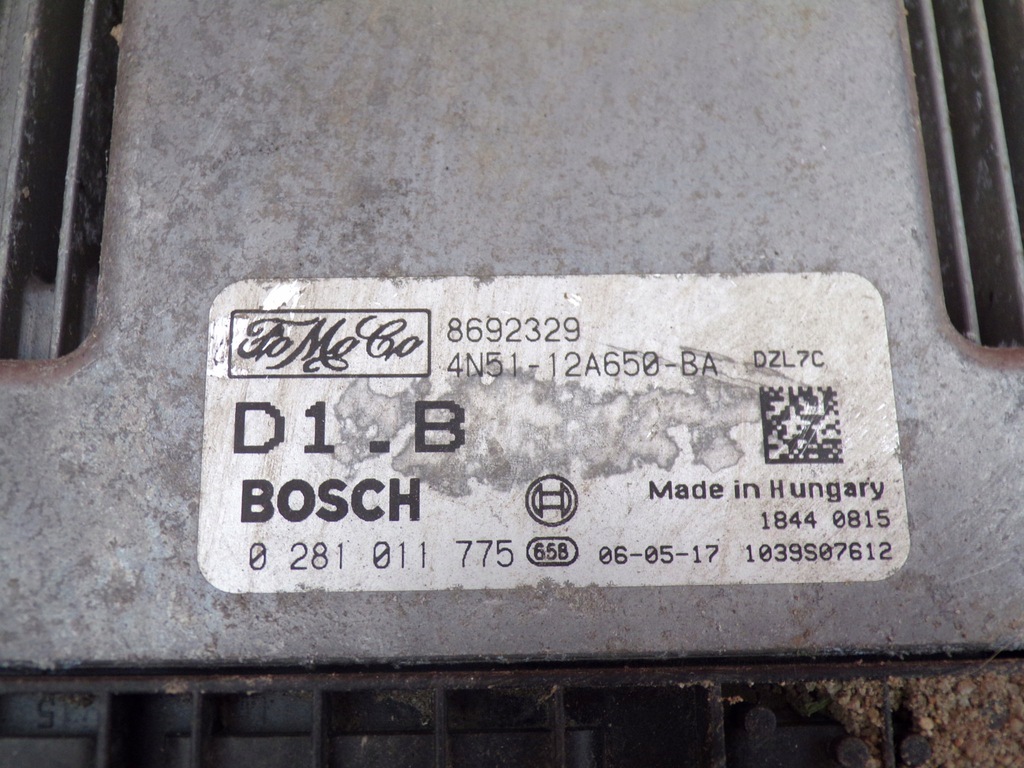 FoMoCo 8692329
4N51-12A650-BA DZL7C
D1.B
BOSCH
Made in Hungary
1844 0815
0 281 011 775 65B 06-05-17 1039S07612